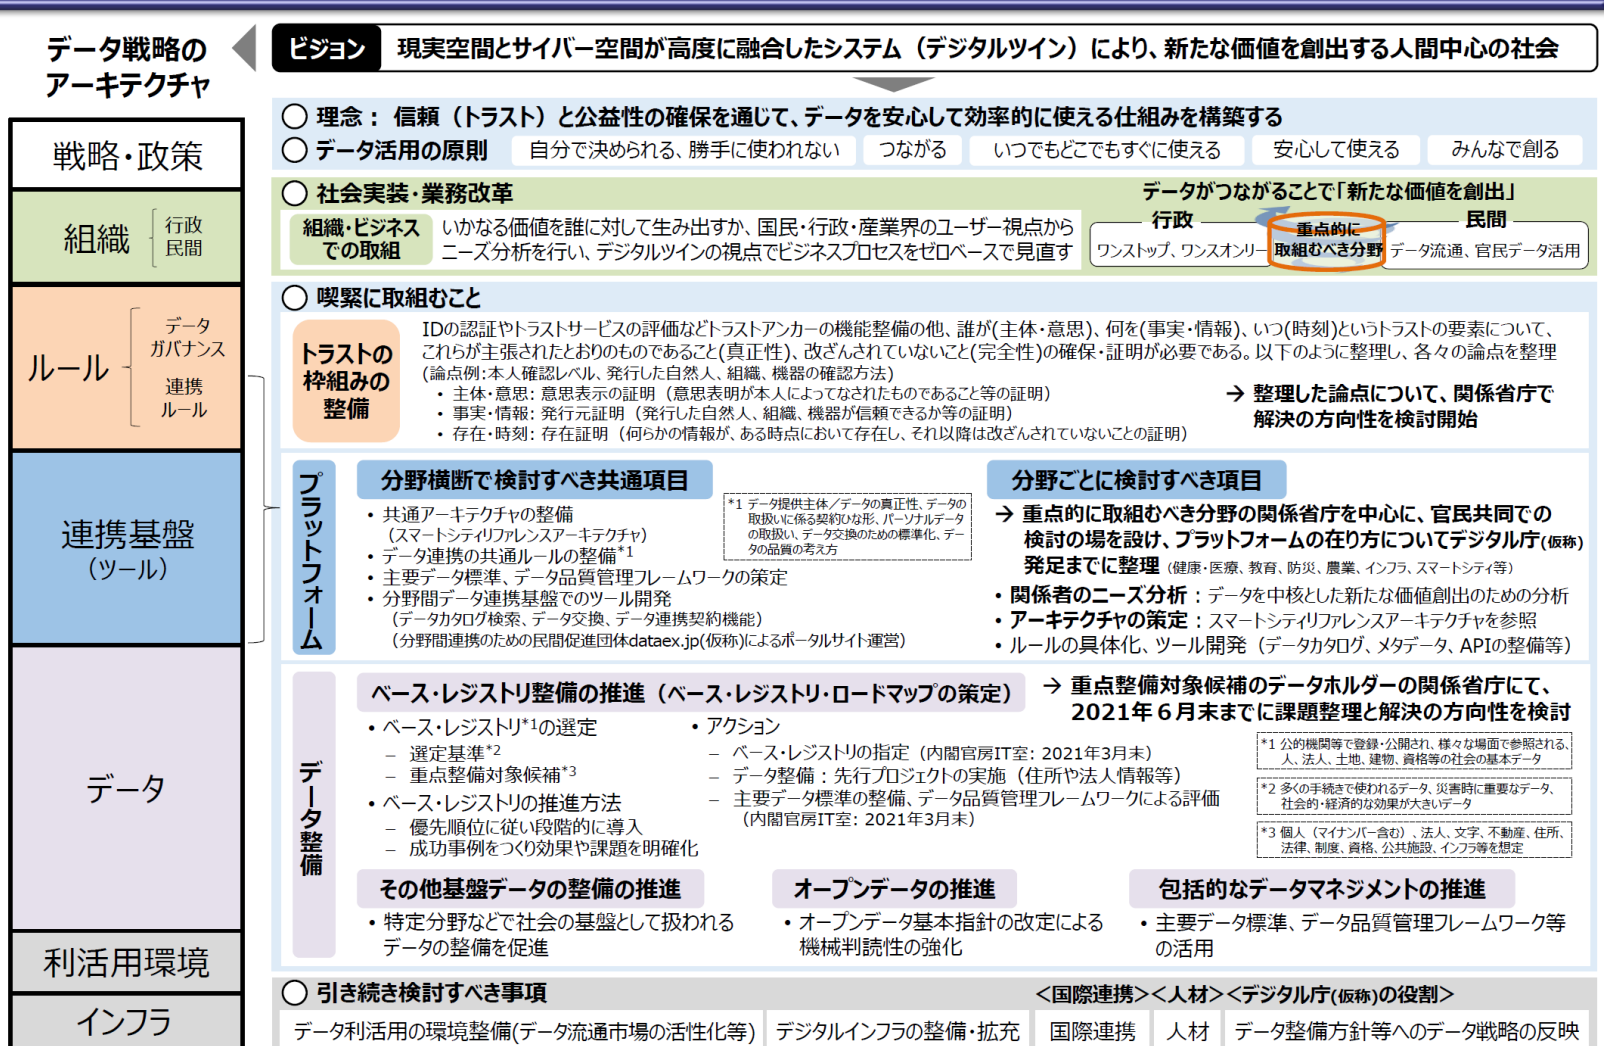 データ戦略の
アーキテクチャ
ビジョン 現実空間とサイバー空間が高度に融合したシステム（デジタルツイン）により、新たな価値を創出する人間中心の社会
戦略・政策
組織
行政
民間
ルール
データ
ガバナンス
連携
ルール
連携基盤
（ツール）
データ
利活用環境
インフラ
○ 理念： 信頼（トラスト）と公益性の確保を通じて、データを安心して効率的に使える仕組みを構築する
○ データ活用の原則 自分で決められる、勝手に使われない つながる いつでもどこでもすぐに使える 安心して使える みんなで創る
○ 社会実装・業務改革
組織・ビジネス
での取組
いかなる価値を誰に対して生み出すか、国民・行政・産業界のユーザー視点から
ニーズ分析を行い、デジタルツインの視点でビジネスプロセスをゼロベースで見直す
データがつながることで「新たな価値を創出」
行政
ワンストップ、ワンスオンリー
重点的に
取組むべき分野
民間
データ流通、官民データ活用
○ 喫緊に取組むこと
トラストの
枠組みの
整備
IDの認証やトラストサービスの評価などトラストアンカーの機能整備の他、誰が(主体・意思)、何を(事実・情報)、いつ(時刻)というトラストの要素について、
これらが主張されたとおりのものであること(真正性)、改ざんされていないこと(完全性)の確保・証明が必要である。以下のように整理し、各々の論点を整理
(論点例:本人確認レベル、発行した自然人、組織、機器の確認方法)
• 主体・意思: 意思表示の証明（意思表明が本人によってなされたものであること等の証明）
• 事実・情報: 発行元証明（発行した自然人、組織、機器が信頼できるか等の証明）
• 存在・時刻: 存在証明（何らかの情報が、ある時点において存在し、それ以降は改ざんされていないことの証明）
→ 整理した論点について、関係省庁で
解決の方向性を検討開始
プラットフォーム
分野横断で検討すべき共通項目
• 共通アーキテクチャの整備
（スマートシティリファレンスアーキテクチャ）
• データ連携の共通ルールの整備*1
• 主要データ標準、データ品質管理フレームワークの策定
• 分野間データ連携基盤でのツール開発
（データカタログ検索、データ交換、データ連携契約機能）
（分野間連携のための民間促進団体dataex.jp(仮称)によるポータルサイト運営）
*1 データ提供主体／データの真正性、データの
取扱いに係る契約ひな形、パーソナルデータ
の取扱い、データ交換のための標準化、デー
タの品質の考え方
分野ごとに検討すべき項目
→ 重点的に取組むべき分野の関係省庁を中心に、官民共同での
検討の場を設け、プラットフォームの在り方についてデジタル庁(仮称)
発足までに整理（健康・医療、教育、防災、農業、インフラ、スマートシティ等）
• 関係者のニーズ分析：データを中核とした新たな価値創出のための分析
• アーキテクチャの策定：スマートシティリファレンスアーキテクチャを参照
• ルールの具体化、ツール開発（データカタログ、メタデータ、APIの整備等）
データ整備
ベース・レジストリ整備の推進（ベース・レジストリ・ロードマップの策定）
→ 重点整備対象候補のデータホルダーの関係省庁にて、
2021年６月末までに課題整理と解決の方向性を検討
• ベース・レジストリ*1の選定
– 選定基準*2
– 重点整備対象候補*3
• ベース・レジストリの推進方法
– 優先順位に従い段階的に導入
– 成功事例をつくり効果や課題を明確化
• アクション
– ベース・レジストリの指定（内閣官房IT室: 2021年3月末）
– データ整備：先行プロジェクトの実施（住所や法人情報等）
– 主要データ標準の整備、データ品質管理フレームワークによる評価
（内閣官房IT室: 2021年3月末）
*1 公的機関等で登録・公開され、様々な場面で参照される、
人、法人、土地、建物、資格等の社会の基本データ
*2 多くの手続きで使われるデータ、災害時に重要なデータ、
社会的・経済的な効果が大きいデータ
*3 個人（マイナンバー含む）、法人、文字、不動産、住所、
法律、制度、資格、公共施設、インフラ等を想定
その他基盤データの整備の推進
• 特定分野などで社会の基盤として扱われる
データの整備を促進
オープンデータの推進
• オープンデータ基本指針の改定による
機械判読性の強化
包括的なデータマネジメントの推進
• 主要データ標準、データ品質管理フレームワーク等
の活用
○ 引き続き検討すべき事項 ＜国際連携＞＜人材＞＜デジタル庁(仮称)の役割＞
データ利活用の環境整備(データ流通市場の活性化等) デジタルインフラの整備・拡充 国際連携 人材 データ整備方針等へのデータ戦略の反映